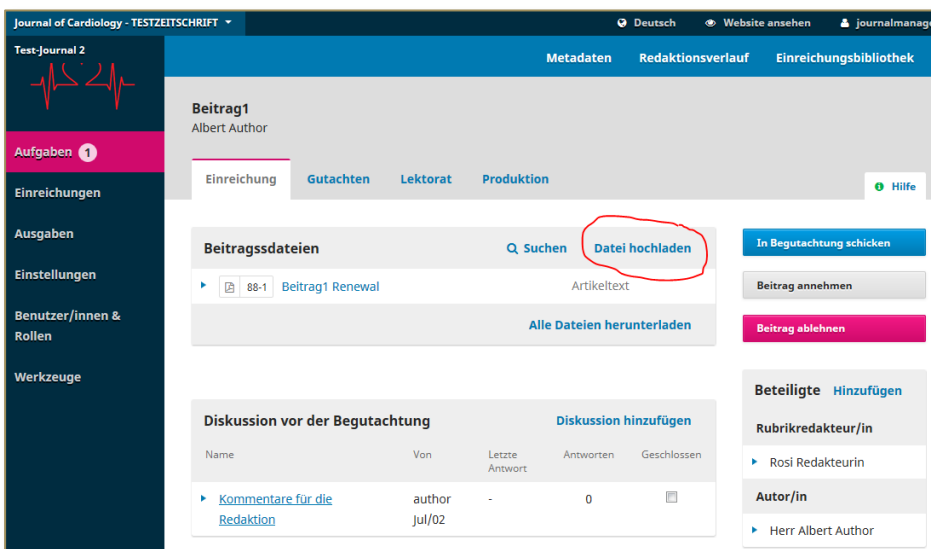 Journal of Cardiology - TESTZEITSCHRIFT
Deutsch
Website ansehen
Test-Journal 2
Metadaten
Redaktionsverlauf
Einreichungsbibliothek
Beitrag1
Albert Author
Aufgaben 1
Einreichungen
Ausgaben
Einstellungen
Benutzer/innen &
Rollen
Werkzeuge
Einreichung
Gutachten
Lektorat
Produktion
Hilfe
Beitragssdateien
Suchen
Datei hochladen
88-1 Beitrag1 Renewal
Artikeltext
Alle Dateien herunterladen
In Begutachtung schicken
Beitrag annehmen
Beitrag ablehnen
Diskussion vor der Begutachtung
Diskussion hinzufügen
Name
Von
Letzte
Antwort
Antworten
Geschlossen
Kommentare für die
Redaktion
author
Jul/02
-
0
Beteiligte
Hinzufügen
Rubrikredakteur/in
Rosi Redakteurin
Autor/in
Herr Albert Author